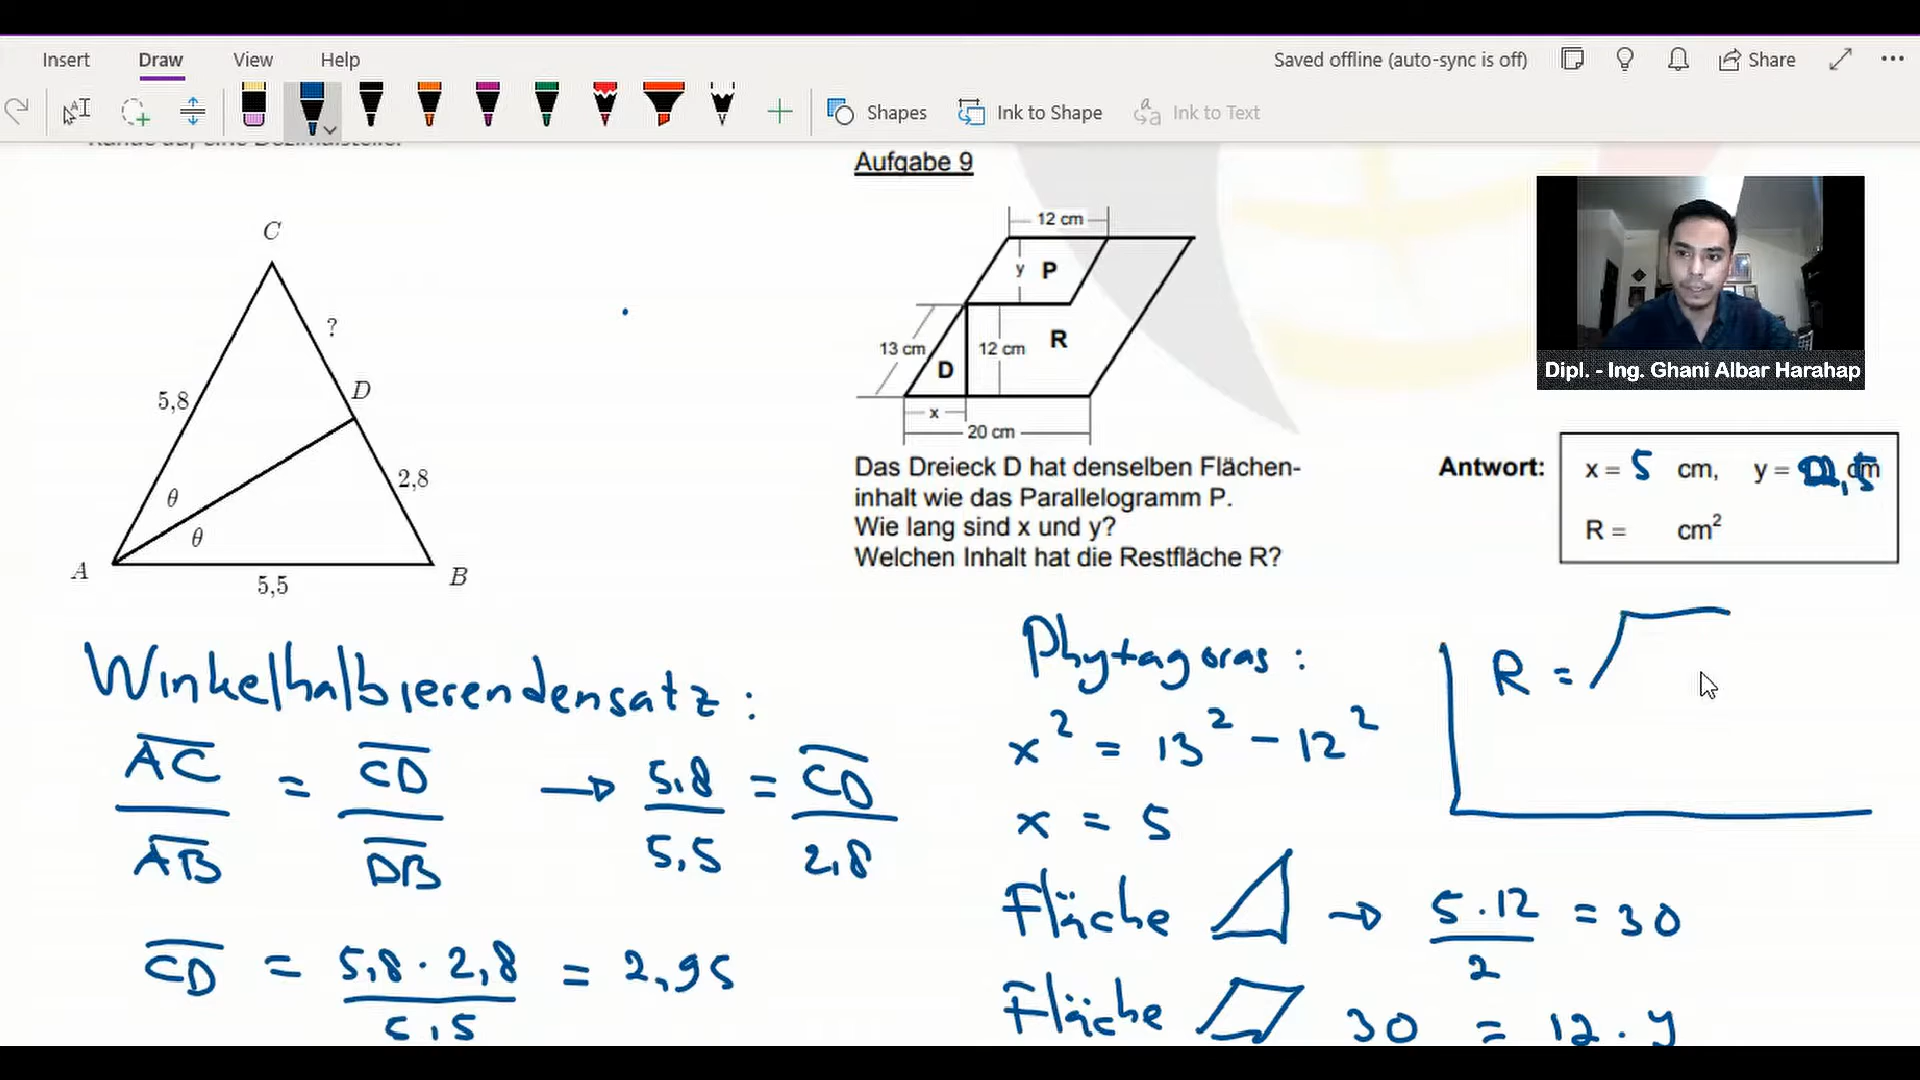 Insert Draw View Help Saved offline (auto-sync is off) Share
AI Shapes Ink to Shape Ink to Text
Aufgabe 9
C
?
5,8
D
θ
2,8
θ
A
B
5,5
12 cm
y P
13 cm
12 cm
R
D
x
20 cm
Dipl. - Ing. Ghani Albar Harahap
Das Dreieck D hat denselben Flächen-
inhalt wie das Parallelogramm P.
Wie lang sind x und y?
Welchen Inhalt hat die Restfläche R?
Antwort:
x = 5 cm, y = ,5 cm
R = cm²
Winkelhalbierendensatz :
AC / AB = CD / DB → 5,8 / 5,5 = CD / 2,8
CD = 5,8 · 2,8 / 5,5 = 2,95
Phytagoras :
x² = 13² - 12²
x = 5
Fläche → 5 · 12 / 2 = 30
Fläche 30 = 12 · y
R =